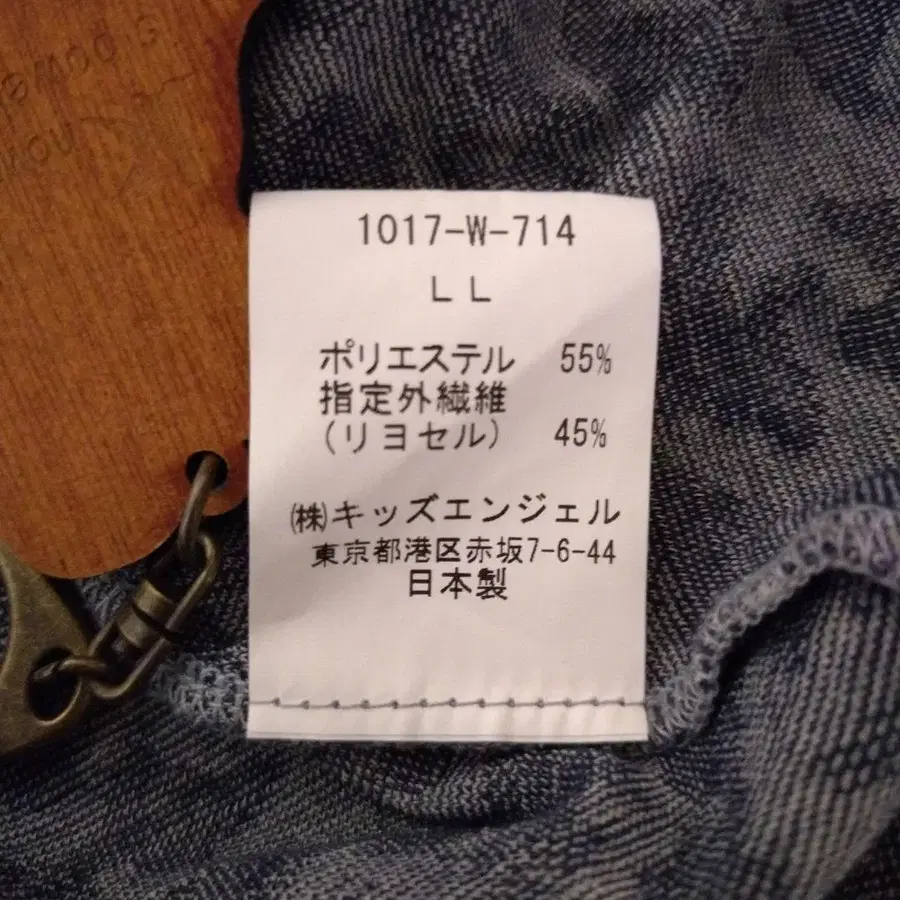 1017-W-714
LL
ポリエステル 55%
指定外繊維
(リヨセル) 45%
㈱キッズエンジェル
東京都港区赤坂7-6-44
日本製